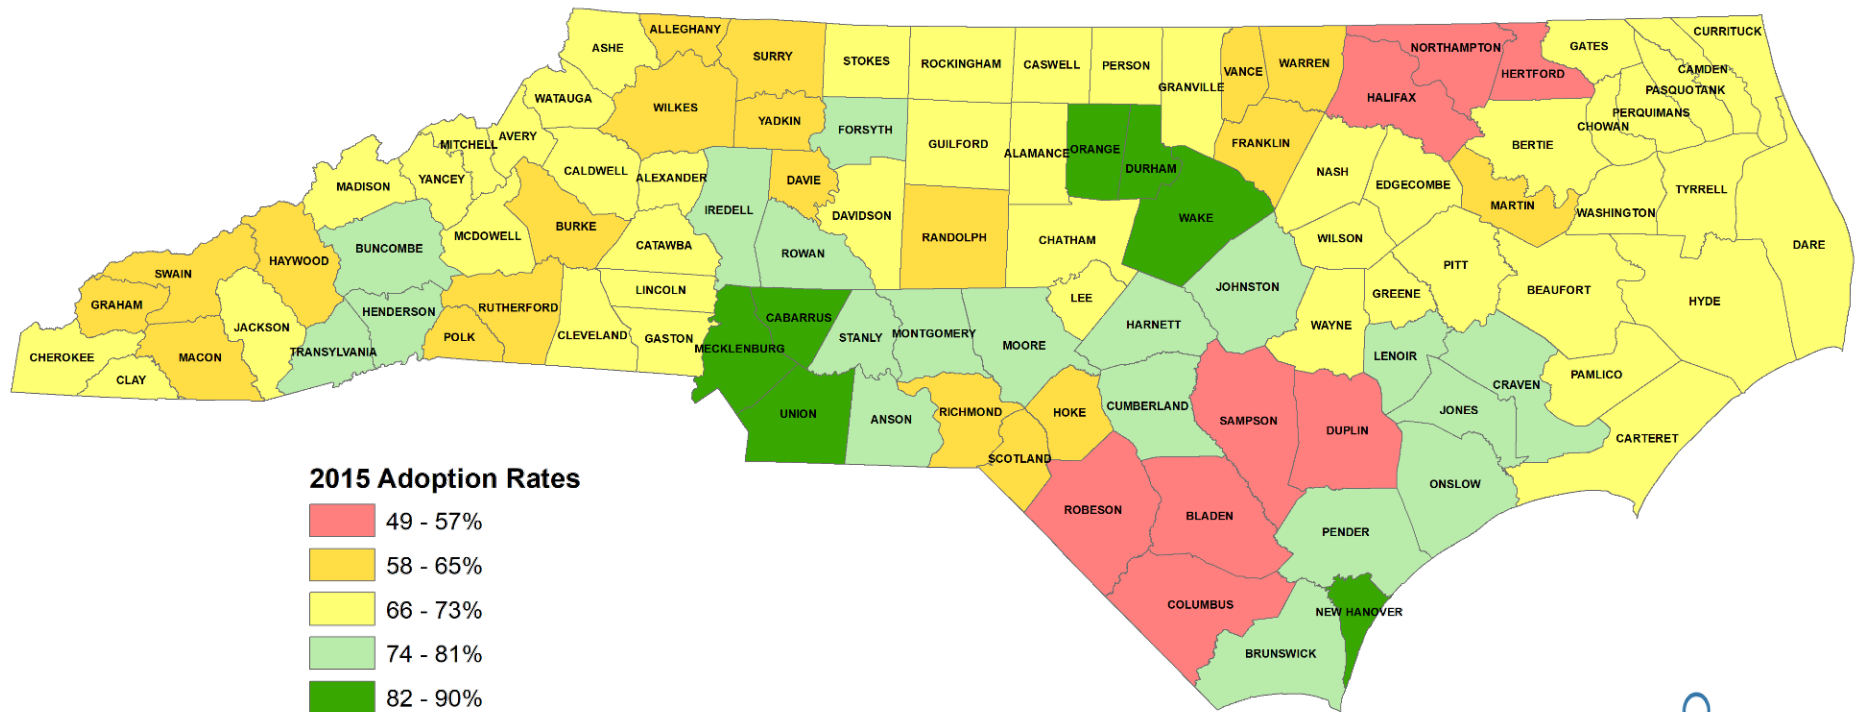 ALLEGHANY
ASHE
SURRY
STOKES
ROCKINGHAM
CASWELL
PERSON
GRANVILLE
VANCE
WARREN
NORTHAMPTON
HERTFORD
HALIFAX
GATES
CURRITUCK
CAMDEN
PASQUOTANK
PERQUIMANS
CHOWAN
WATAUGA
WILKES
YADKIN
FORSYTH
GUILFORD
ALAMANCE
ORANGE
DURHAM
FRANKLIN
BERTIE
MITCHELL
AVERY
MADISON
YANCEY
CALDWELL
ALEXANDER
DAVIE
IREDELL
DAVIDSON
NASH
EDGECOMBE
MARTIN
WASHINGTON
TYRRELL
DARE
WAKE
CHATHAM
RANDOLPH
ROWAN
CATAWBA
BURKE
MCDOWELL
BUNCOMBE
HAYWOOD
SWAIN
GRAHAM
WILSON
PITT
BEAUFORT
HYDE
LINCOLN
RUTHERFORD
HENDERSON
JACKSON
CHEROKEE
CLAY
MACON
TRANSYLVANIA
POLK
CLEVELAND
GASTON
MECKLENBURG
CABARRUS
STANLY
MONTGOMERY
MOORE
LEE
HARNETT
JOHNSTON
WAYNE
GREENE
LENOIR
CRAVEN
PAMLICO
JONES
CARTERET
UNION
ANSON
RICHMOND
SCOTLAND
HOKE
CUMBERLAND
SAMPSON
DUPLIN
ONSLOW
ROBESON
BLADEN
PENDER
COLUMBUS
NEW HANOVER
BRUNSWICK
2015 Adoption Rates
49 - 57%
58 - 65%
66 - 73%
74 - 81%
82 - 90%